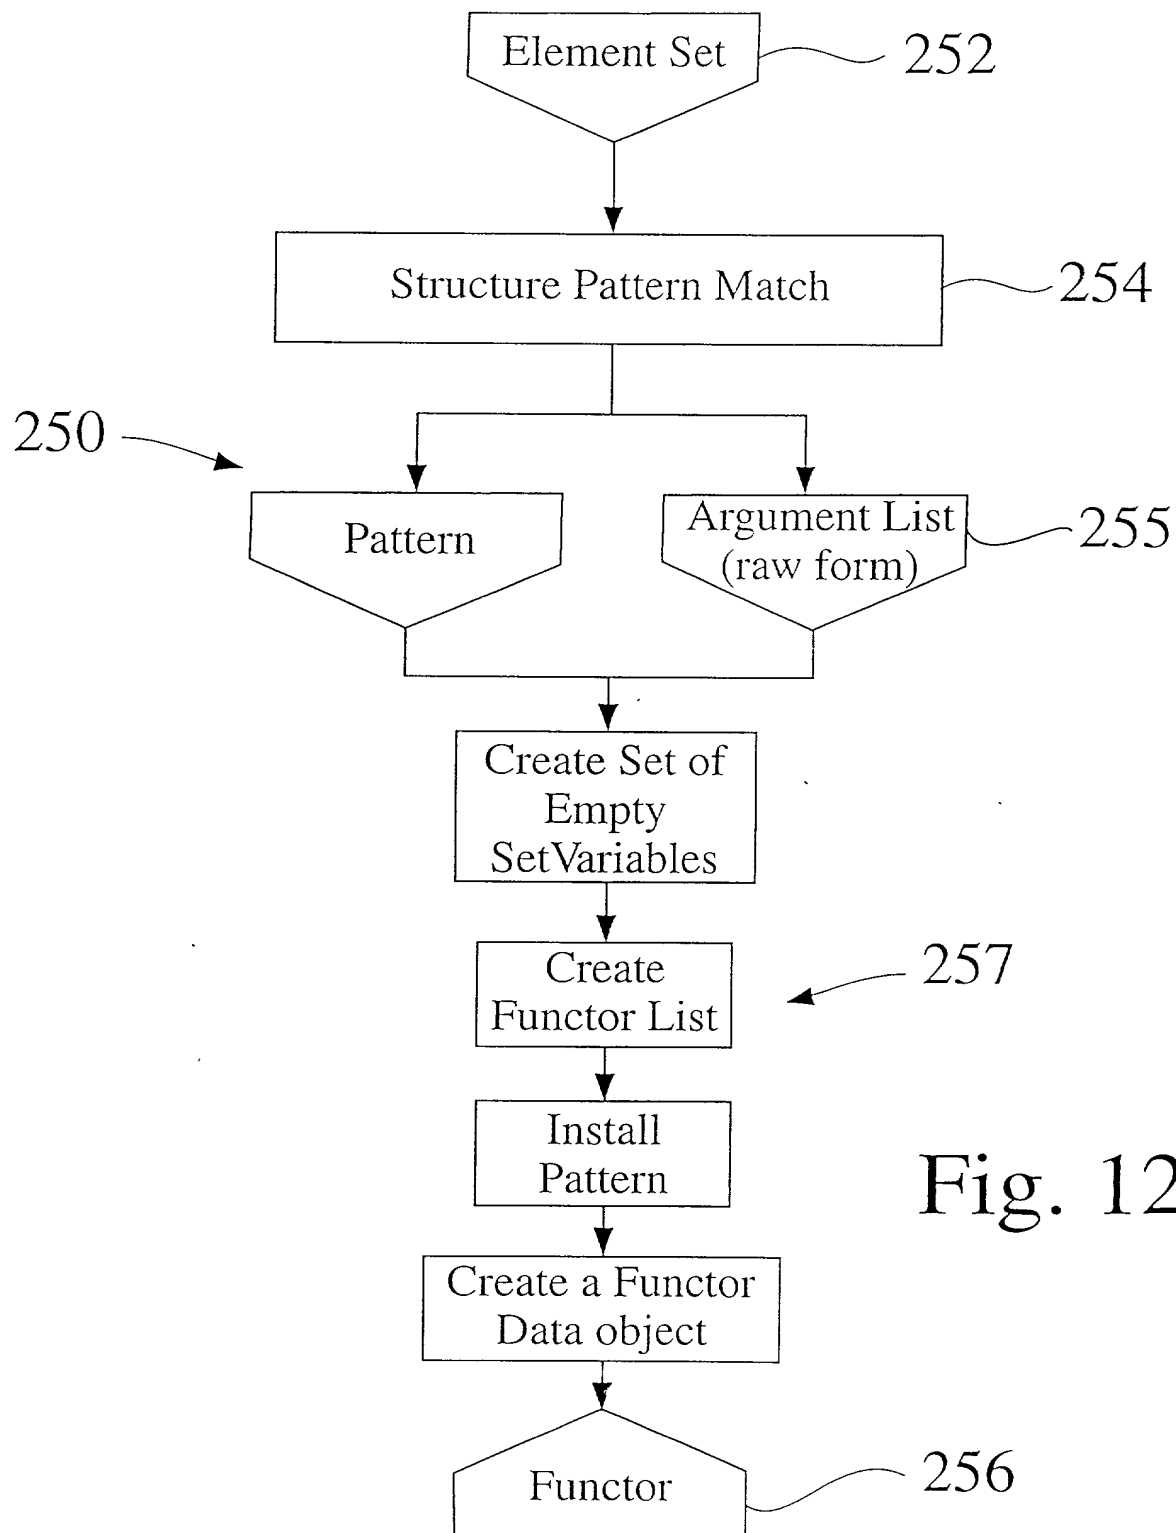 Element Set
252
Structure Pattern Match
254
250
Pattern
Argument List
(raw form)
255
Create Set of
Empty
SetVariables
Create
Functor List
257
Install
Pattern
Fig. 12
Create a Functor
Data object
Functor
256